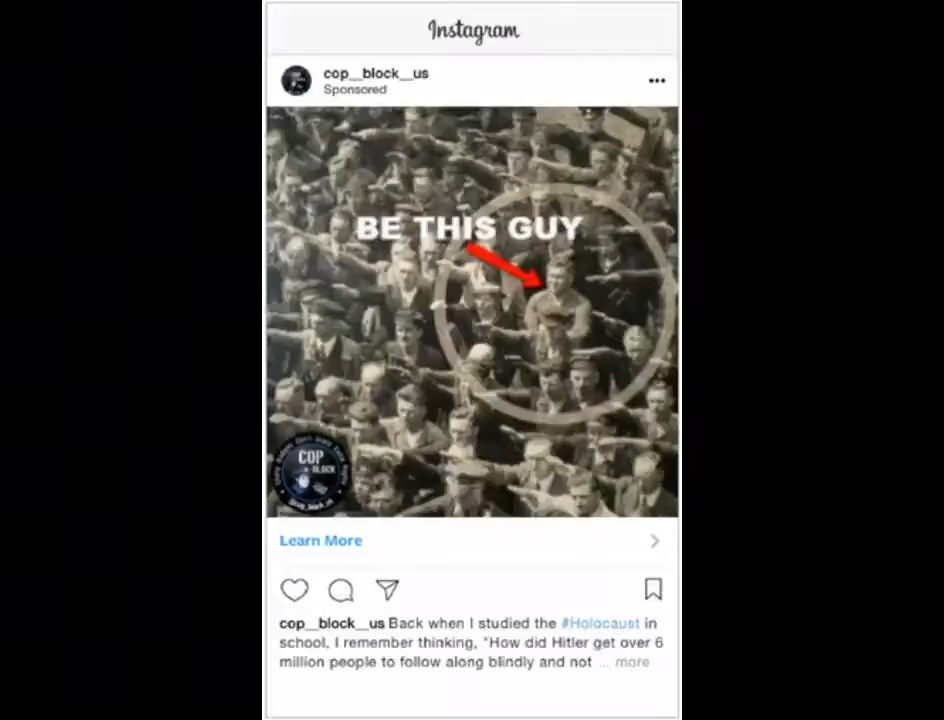 Instagram
cop__block__us
Sponsored
BE THIS GUY
COP
BLOCK
Learn More
cop__block__us Back when I studied the #Holocaust in
school, I remember thinking, "How did Hitler get over 6
million people to follow along blindly and not ... more